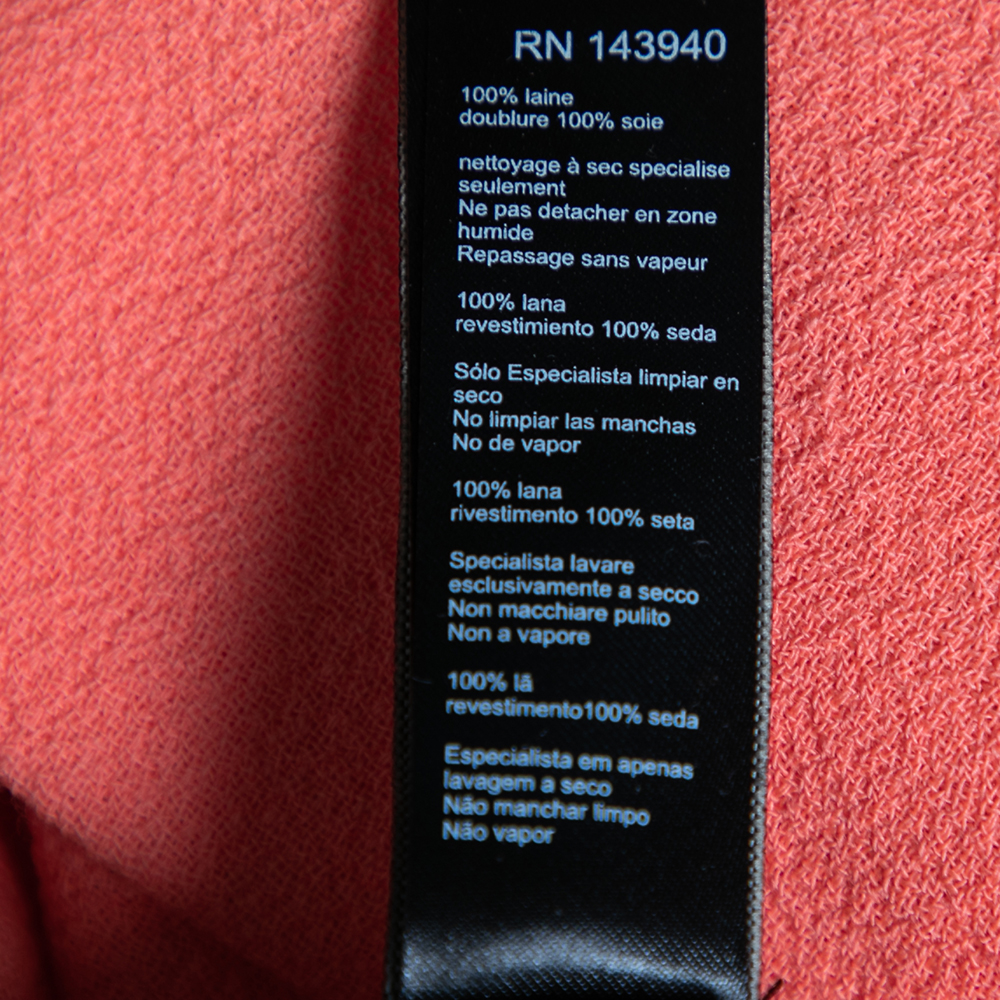 RN 143940
100% laine
doublure 100% soie
nettoyage à sec specialise
seulement
Ne pas detacher en zone
humide
Repassage sans vapeur
100% lana
revestimiento 100% seda
Sólo Especialista limpiar en
seco
No limpiar las manchas
No de vapor
100% lana
rivestimento 100% seta
Specialista lavare
esclusivamente a secco
Non macchiare pulito
Non a vapore
100% lã
revestimento100% seda
Especialista em apenas
lavagem a seco
Não manchar limpo
Não vapor